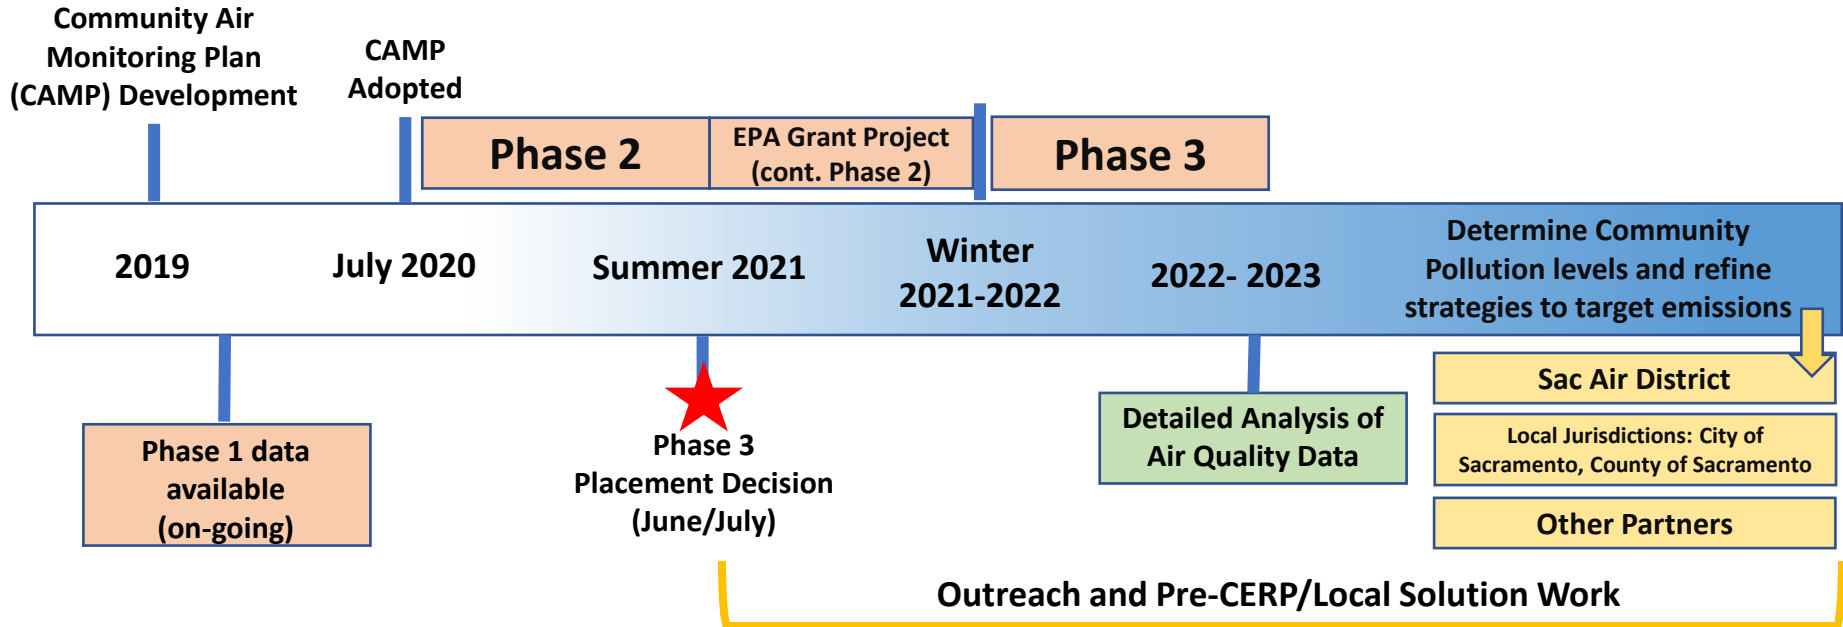 Community Air
Monitoring Plan
(CAMP) Development
CAMP
Adopted
Phase 2
EPA Grant Project
(cont. Phase 2)
Phase 3
2019
July 2020
Summer 2021
Winter
2021-2022
2022- 2023
Determine Community
Pollution levels and refine
strategies to target emissions
Phase 1 data
available
(on-going)
Phase 3
Placement Decision
(June/July)
Detailed Analysis of
Air Quality Data
Sac Air District
Local Jurisdictions: City of
Sacramento, County of Sacramento
Other Partners
Outreach and Pre-CERP/Local Solution Work